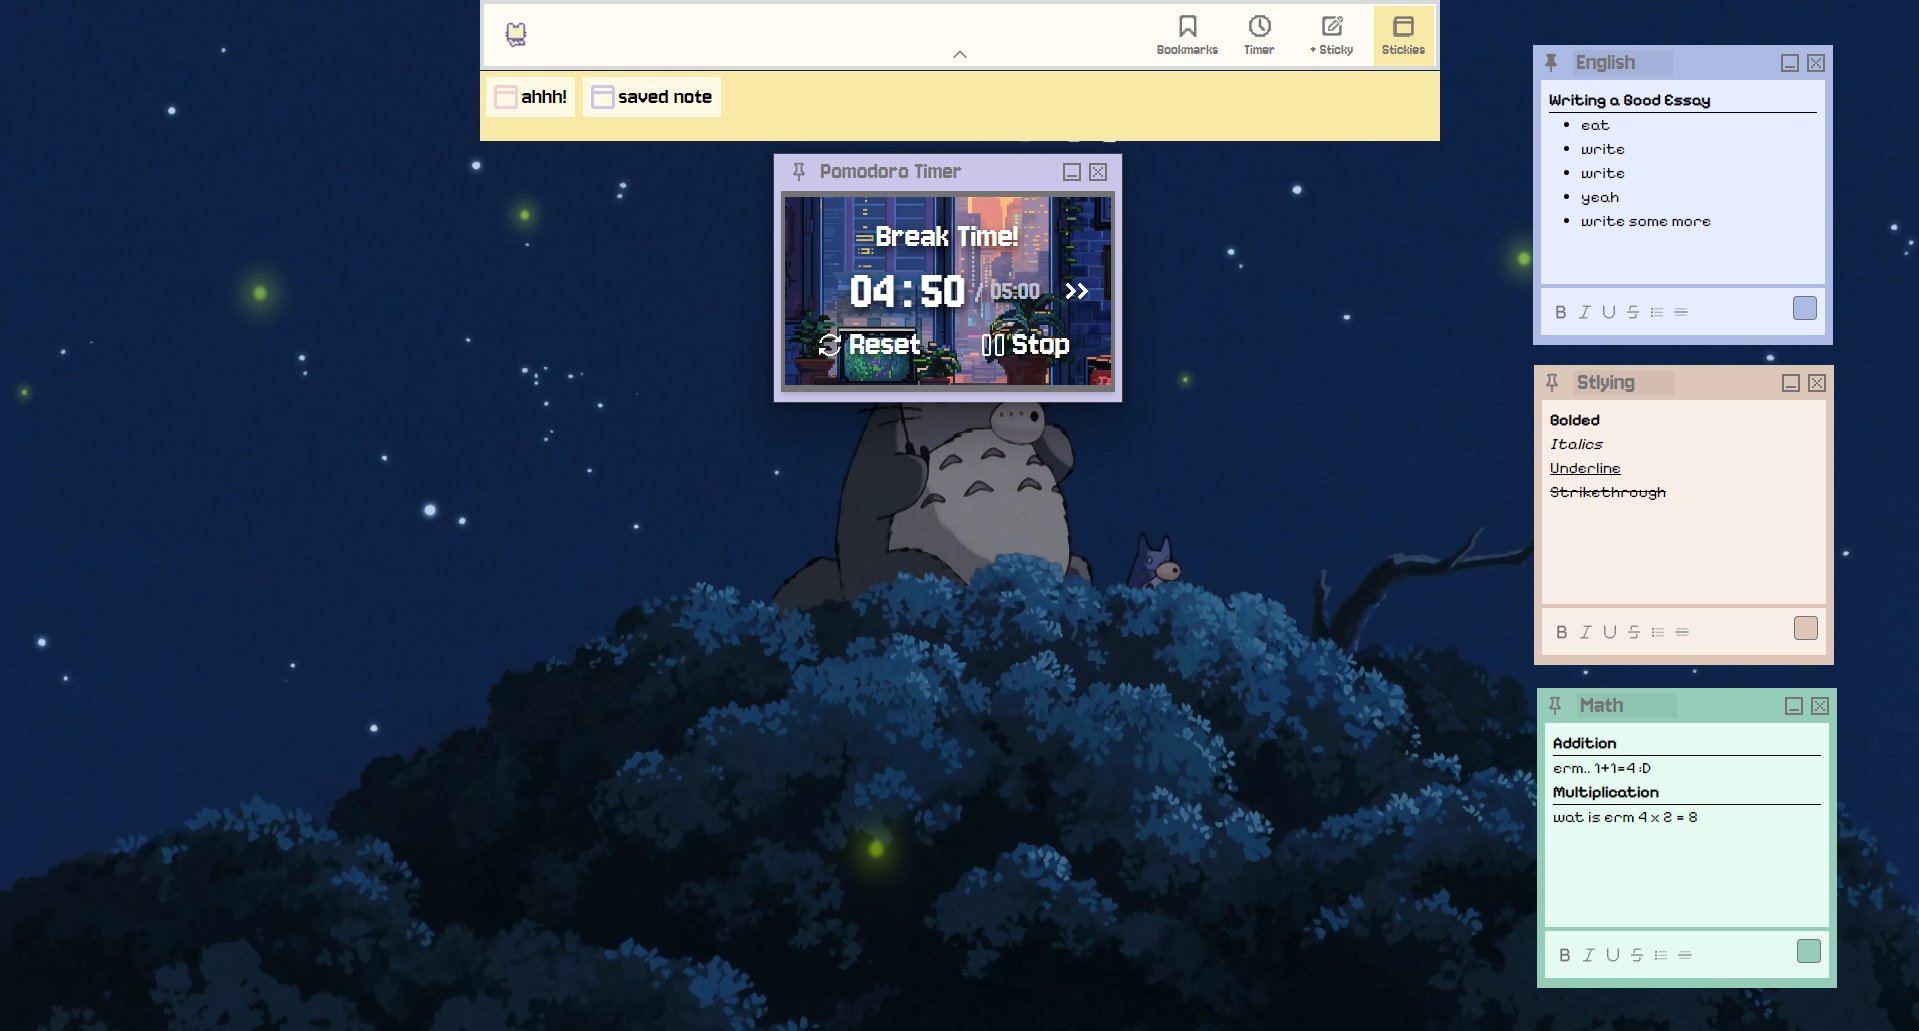 Bookmarks
Timer
+ Sticky
Stickies
ahhh!
saved note
Pomodoro Timer
Break Time!
04:50 / 05:00
Reset
Stop
English
Writing a Good Essay
• eat
• write
• write
• yeah
• write some more
B I U S
Stlying
Bolded
Italics
Underline
Strikethrough
B I U S
Math
Addition
erm.. 1+1=4 :D
Multiplication
wat is erm 4 x 2 = 8
B I U S